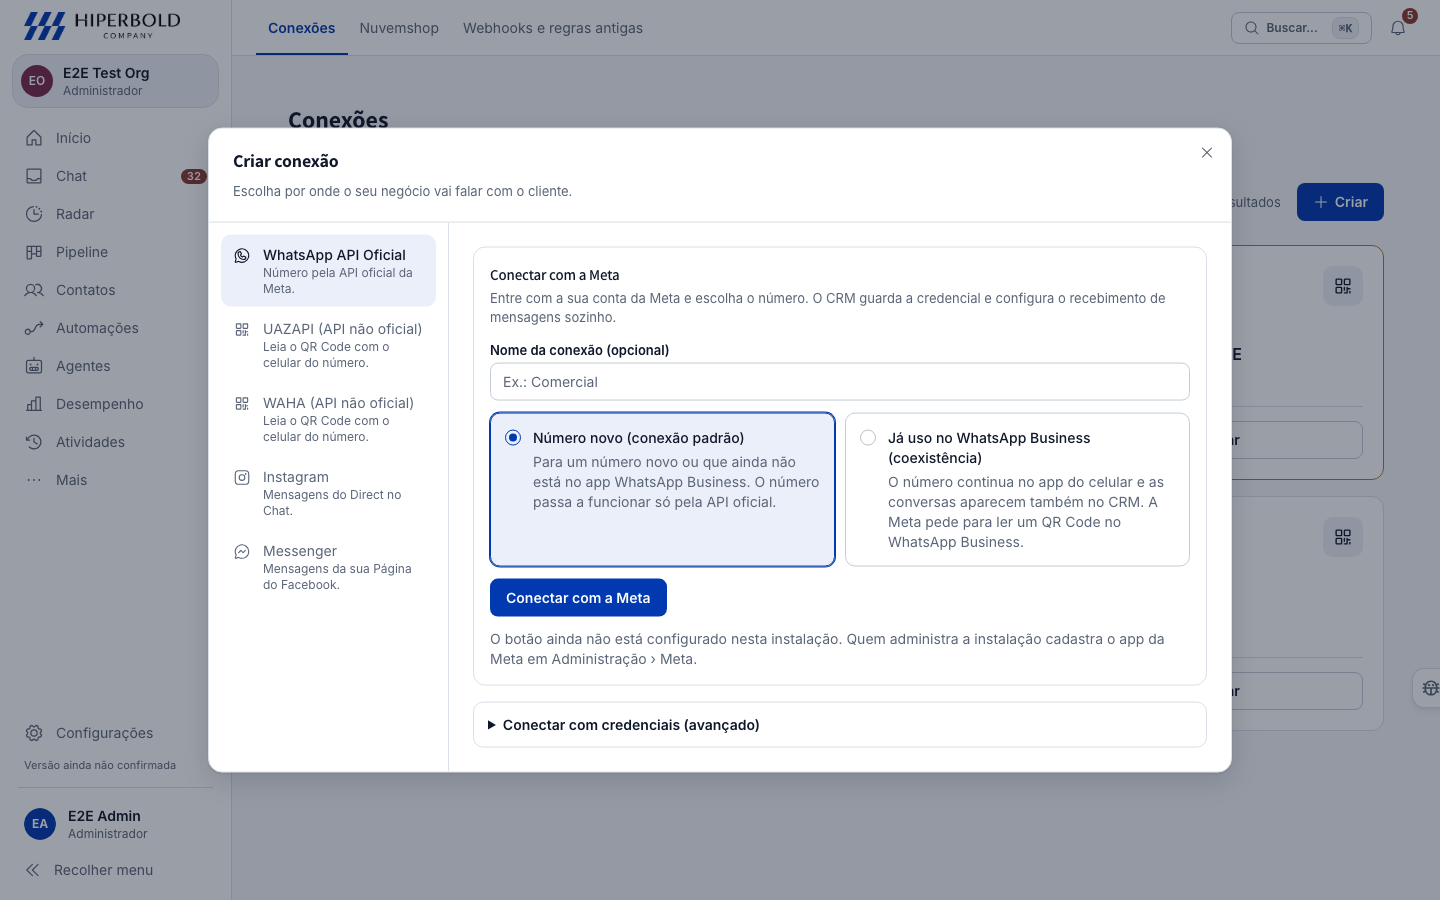 HIPERBOLD
COMPANY
Conexões
Nuvemshop
Webhooks e regras antigas
Buscar...
⌘K
5
EO
E2E Test Org
Administrador
Início
Chat
32
Radar
Pipeline
Contatos
Automações
Agentes
Desempenho
Atividades
Mais
Configurações
Versão ainda não confirmada
EA
E2E Admin
Administrador
Recolher menu
Conexões
Criar
Criar conexão
Escolha por onde o seu negócio vai falar com o cliente.
WhatsApp API Oficial
Número pela API oficial da
Meta.
UAZAPI (API não oficial)
Leia o QR Code com o
celular do número.
WAHA (API não oficial)
Leia o QR Code com o
celular do número.
Instagram
Mensagens do Direct no
Chat.
Messenger
Mensagens da sua Página
do Facebook.
Conectar com a Meta
Entre com a sua conta da Meta e escolha o número. O CRM guarda a credencial e configura o recebimento de
mensagens sozinho.
Nome da conexão (opcional)
Ex.: Comercial
Número novo (conexão padrão)
Para um número novo ou que ainda não
está no app WhatsApp Business. O número
passa a funcionar só pela API oficial.
Já uso no WhatsApp Business
(coexistência)
O número continua no app do celular e as
conversas aparecem também no CRM. A
Meta pede para ler um QR Code no
WhatsApp Business.
Conectar com a Meta
O botão ainda não está configurado nesta instalação. Quem administra a instalação cadastra o app da
Meta em Administração › Meta.
Conectar com credenciais (avançado)